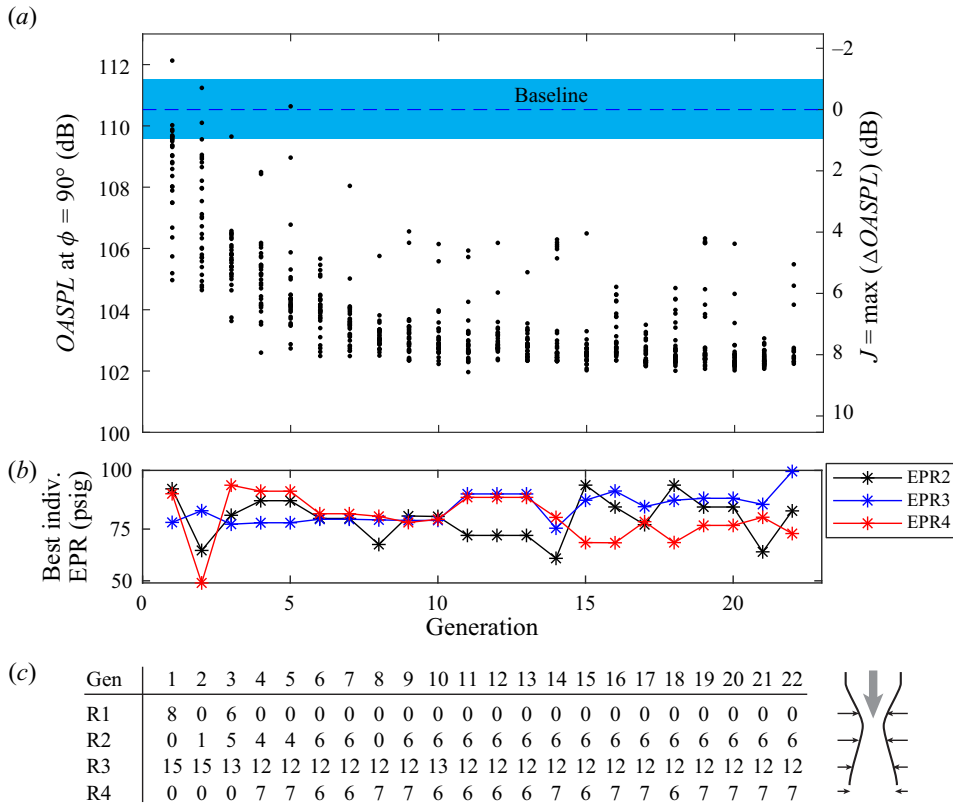 (a)
112
110
108
106
104
102
100
OASPL at ϕ = 90° (dB)
Baseline
–2
0
2
4
6
8
10
J = max (ΔOASPL) (dB)
(b)
100
75
50
Best indiv.
EPR (psig)
0 5 10 15 20
Generation
EPR2
EPR3
EPR4
(c)
Gen 1 2 3 4 5 6 7 8 9 10 11 12 13 14 15 16 17 18 19 20 21 22
R1 8 0 6 0 0 0 0 0 0 0 0 0 0 0 0 0 0 0 0 0 0 0
R2 0 1 5 4 4 6 6 0 6 6 6 6 6 6 6 6 6 6 6 6 6 6
R3 15 15 13 12 12 12 12 12 12 13 12 12 12 12 12 12 12 12 12 12 12 12
R4 0 0 0 7 7 6 6 7 6 7 6 6 6 7 6 7 7 6 7 7 7 7